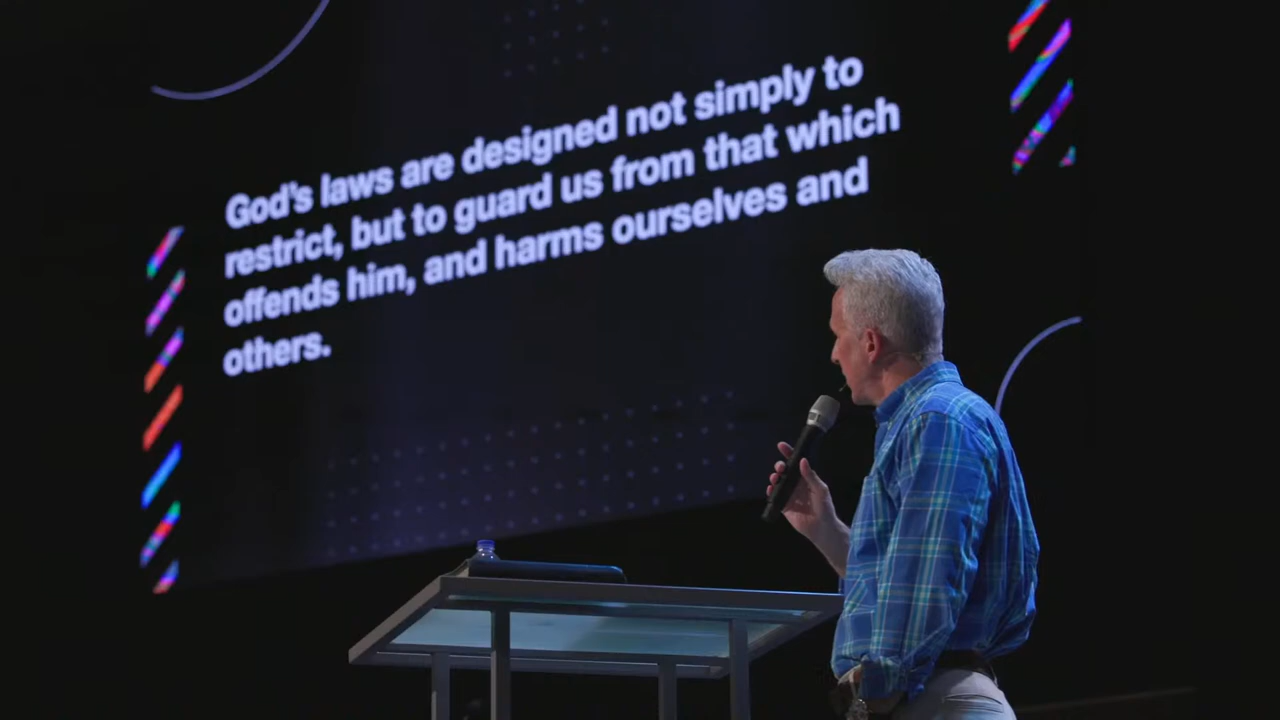 God's laws are designed not simply to
restrict, but to guard us from that which
offends him, and harms ourselves and
others.